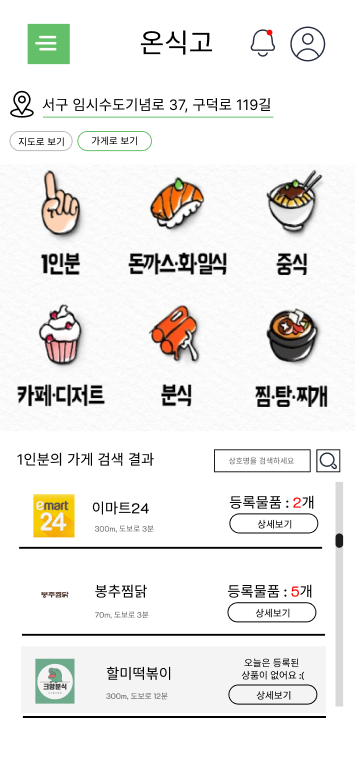 온식고
서구 임시수도기념로 37, 구덕로 119길
지도로 보기 가게로 보기
1인분 돈까스·회·일식 중식
카페·디저트 분식 찜·탕·찌개
1인분의 가게 검색 결과 상호명을 검색하세요
emart
24
이마트24
300m, 도보로 3분
등록물품 : 2개
상세보기
봉추찜닭
봉추찜닭
70m, 도보로 3분
등록물품 : 5개
상세보기
크앙분식
할미떡볶이
300m, 도보로 12분
오늘은 등록된
상품이 없어요 :(
상세보기